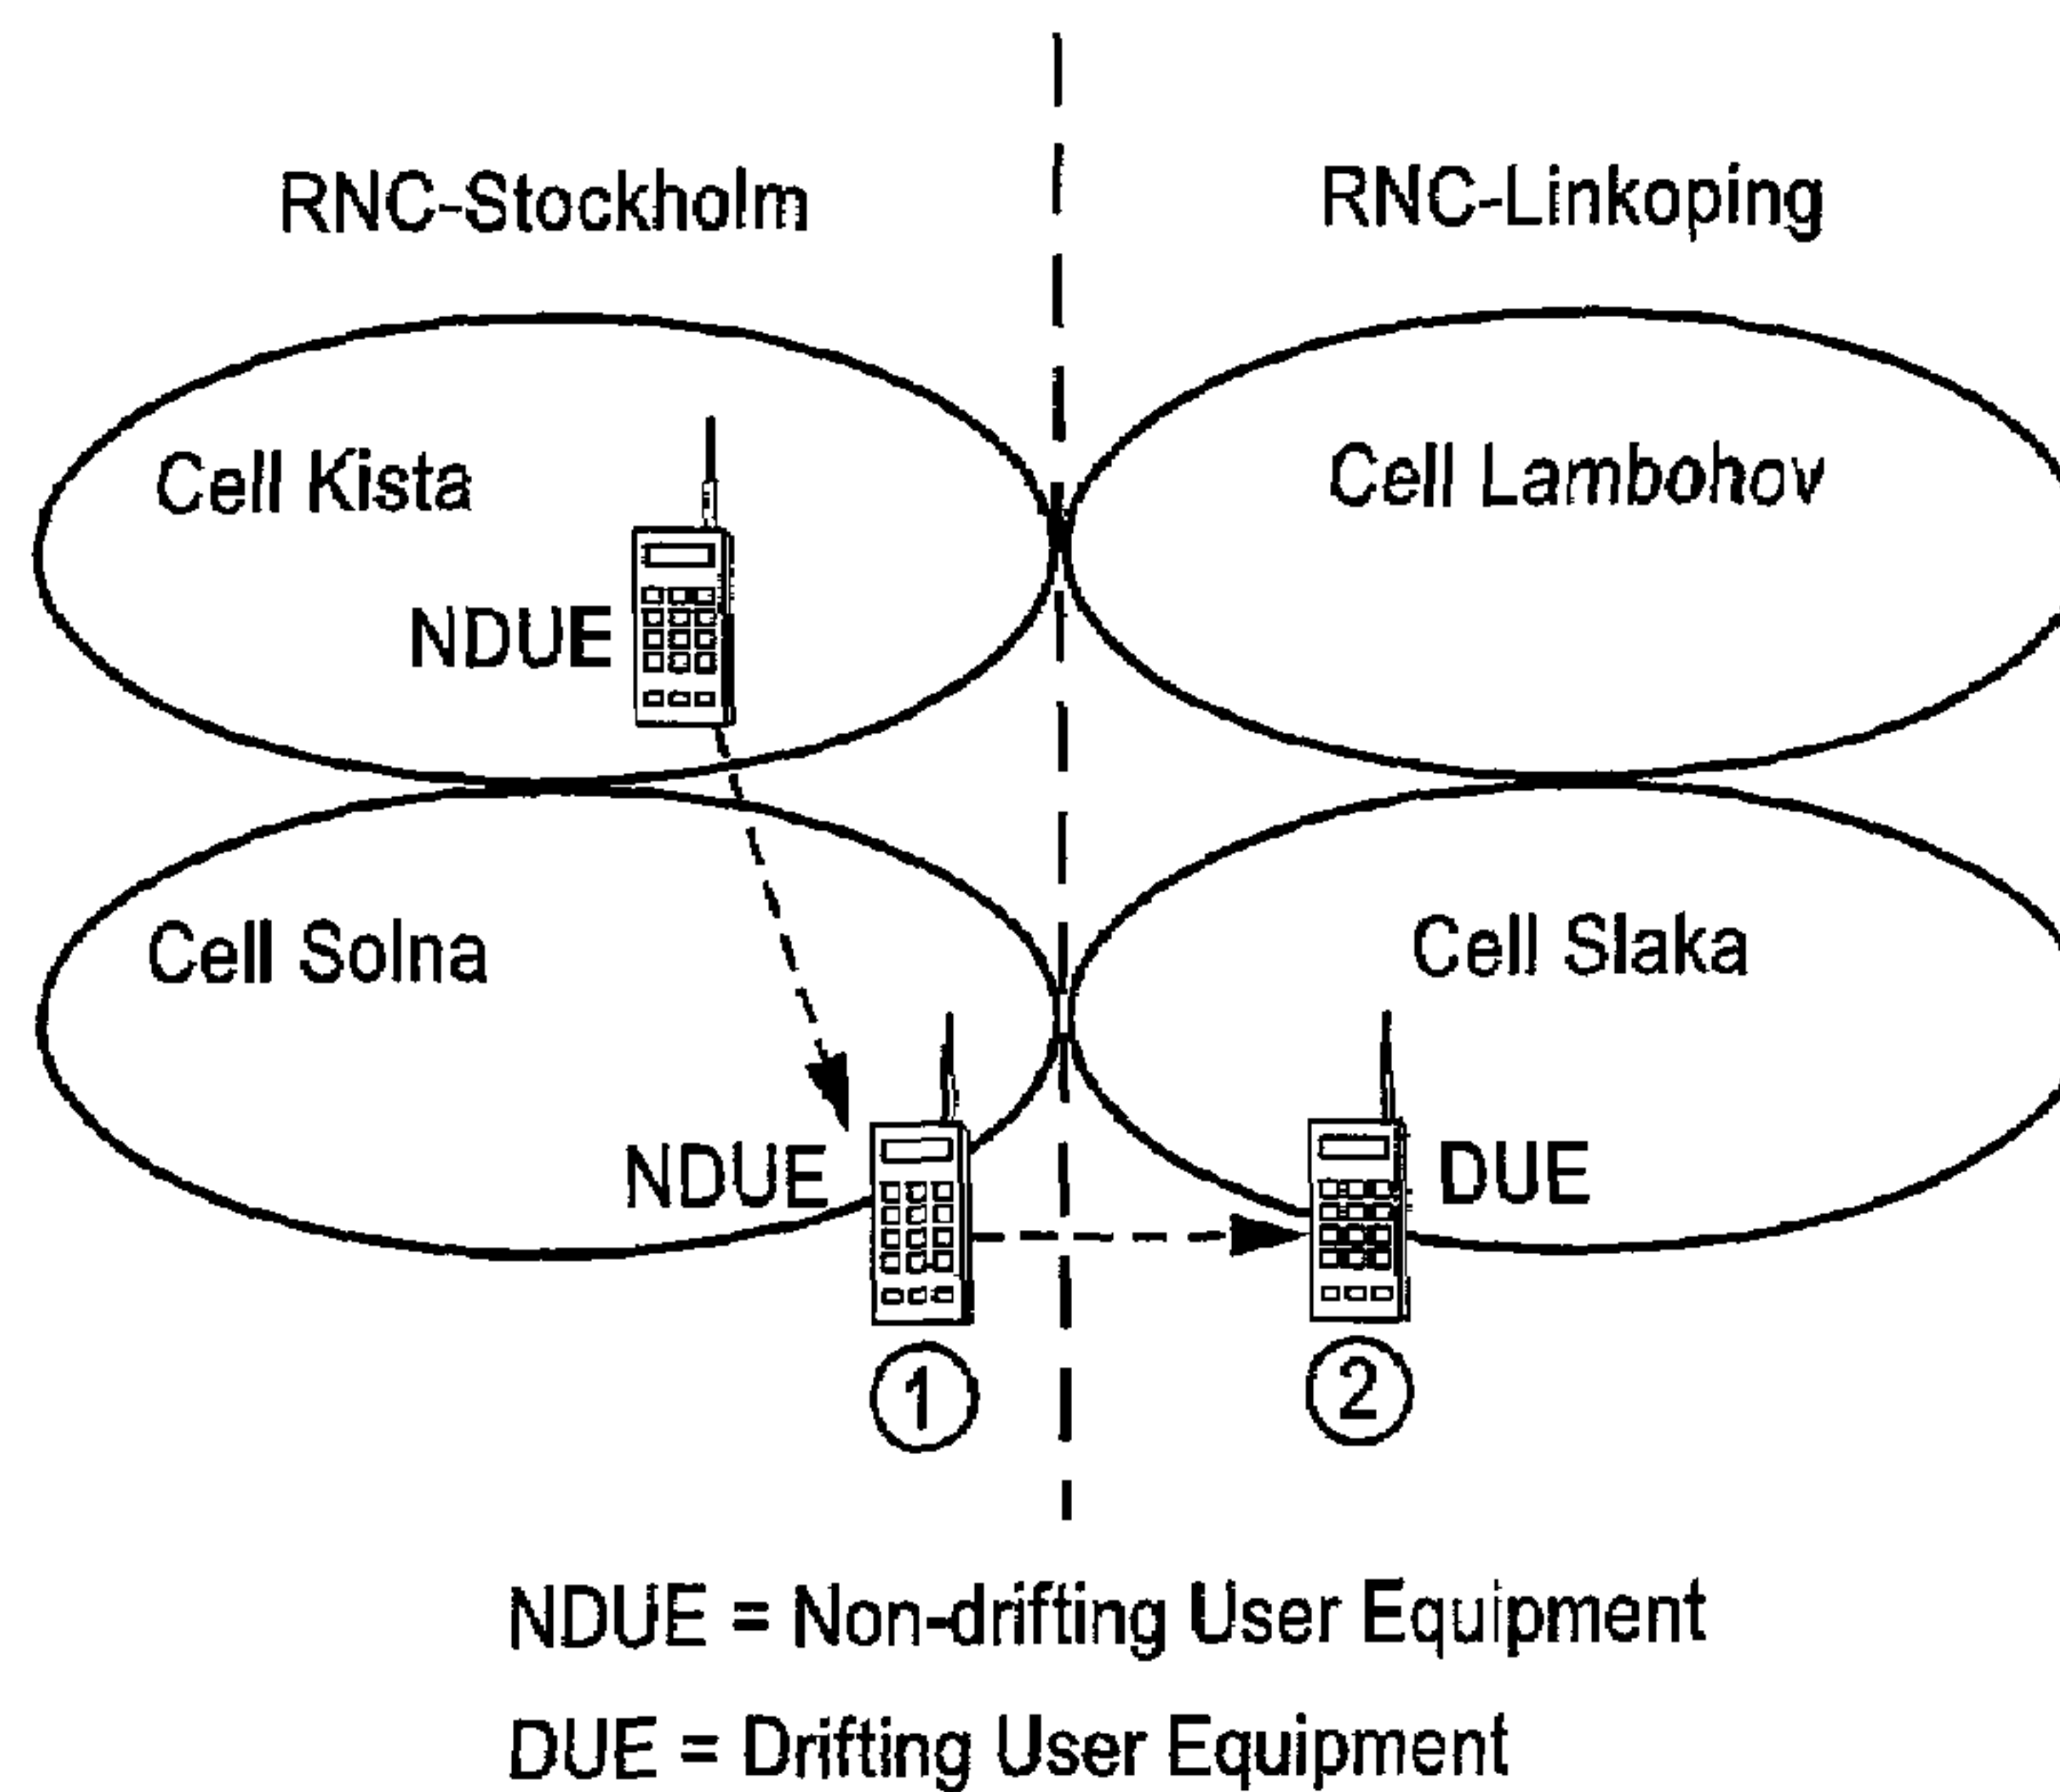 RNC-Stockholm
RNC-Linkoping
Cell Kista
Cell Lambohov
NDUE
Cell Solna
Cell Slaka
NDUE
DUE
1
2
NDUE = Non-drifting User Equipment
DUE = Drifting User Equipment